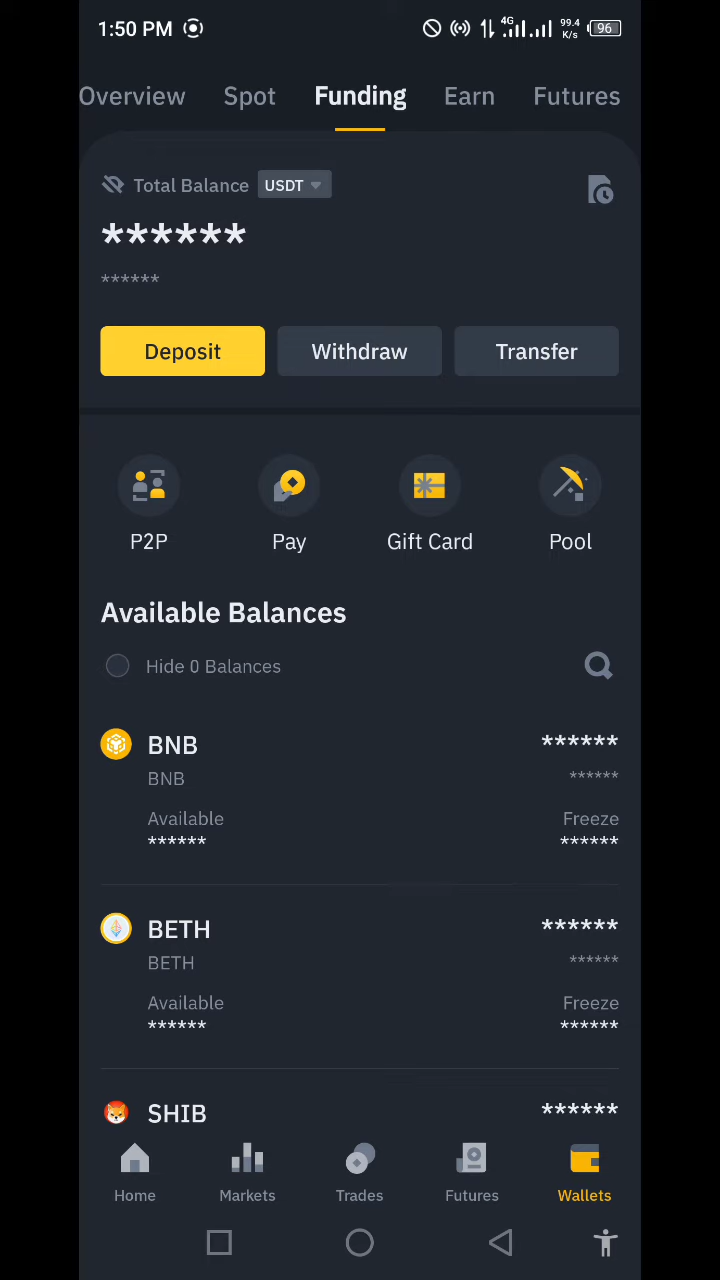 1:50 PM 4G 99.4 K/s 96
Overview Spot Funding Earn Futures
Total Balance USDT
******
******
Deposit Withdraw Transfer
P2P Pay Gift Card Pool
Available Balances
Hide 0 Balances
BNB ******
BNB ******
Available Freeze
****** ******
BETH ******
BETH ******
Available Freeze
****** ******
SHIB ******
Home Markets Trades Futures Wallets